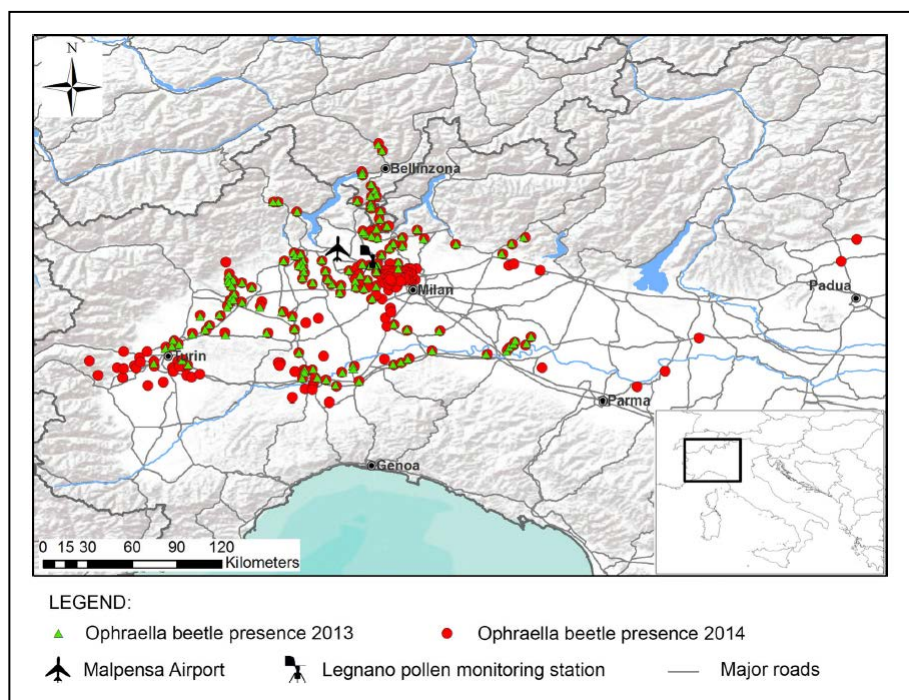 N
Bellinzona
Milan
Padua
Turin
Parma
Genoa
0 15 30 60 90 120
Kilometers
LEGEND:
Ophraella beetle presence 2013 Ophraella beetle presence 2014
Malpensa Airport Legnano pollen monitoring station Major roads